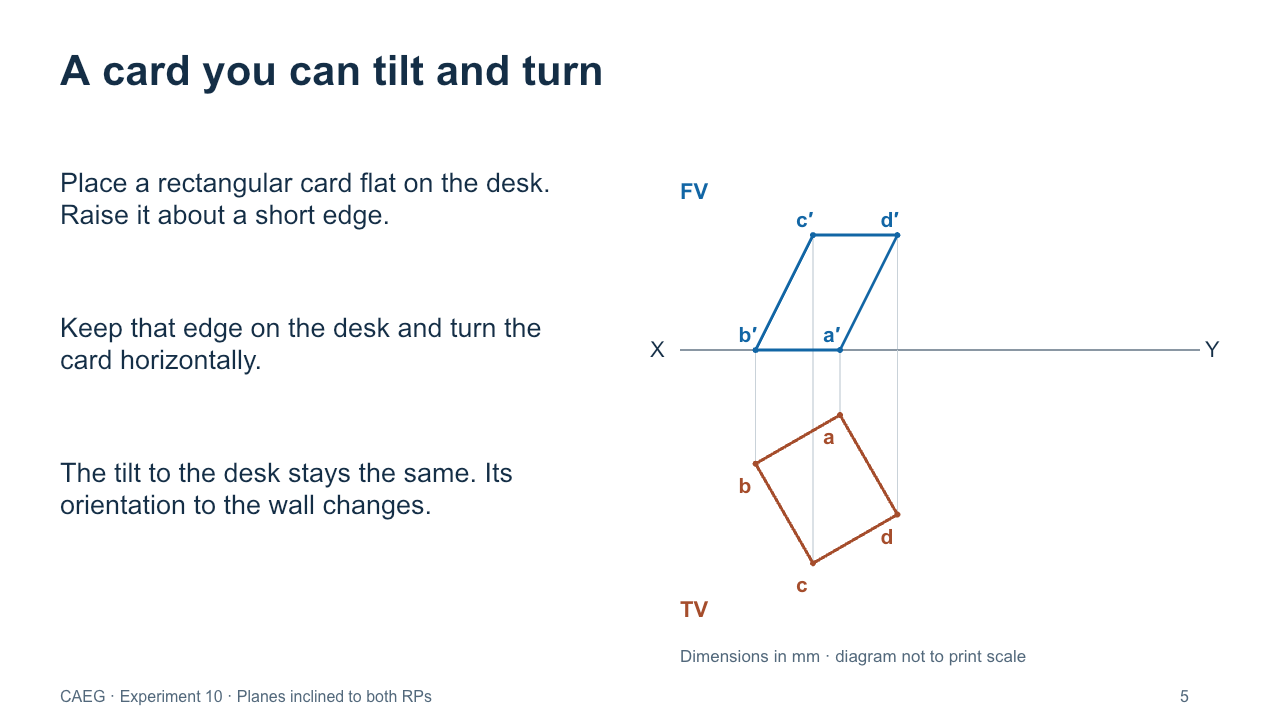 A card you can tilt and turn
Place a rectangular card flat on the desk.
Raise it about a short edge.
Keep that edge on the desk and turn the
card horizontally.
The tilt to the desk stays the same. Its
orientation to the wall changes.
FV
c′ d′
b′ a′
X Y
a
b
d
c
TV
Dimensions in mm · diagram not to print scale
CAEG · Experiment 10 · Planes inclined to both RPs
5